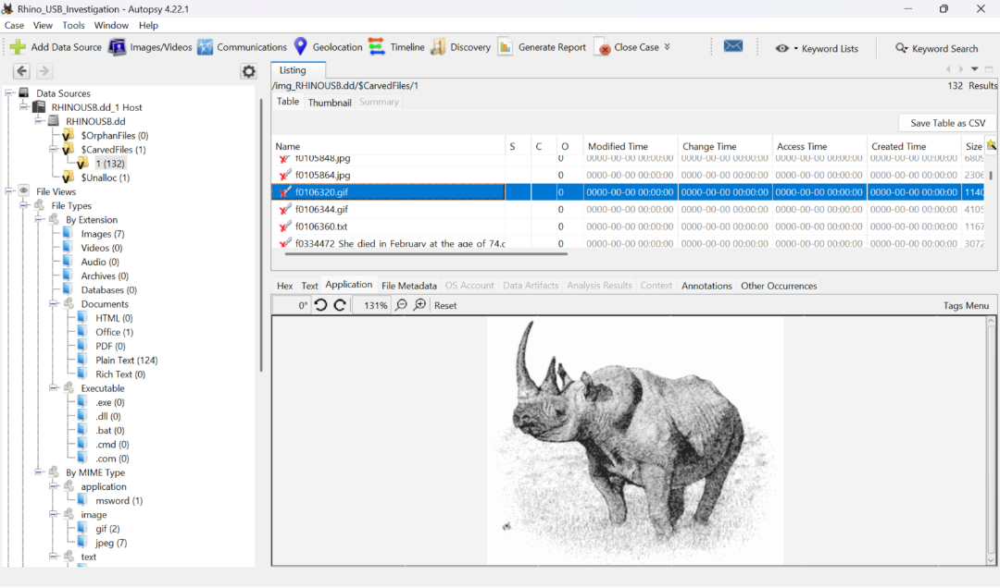 Rhino_USB_Investigation - Autopsy 4.22.1
Case View Tools Window Help
Add Data Source Images/Videos Communications Geolocation Timeline Discovery Generate Report Close Case Keyword Lists Keyword Search
Listing
/img_RHINOUSB.dd/$CarvedFiles/1
132 Results
Table Thumbnail Summary
Save Table as CSV
Name S C O Modified Time Change Time Access Time Created Time Size
f0105848.jpg 0 0000-00-00 00:00:00 0000-00-00 00:00:00 0000-00-00 00:00:00 0000-00-00 00:00:00 6805
f0105864.jpg 0 0000-00-00 00:00:00 0000-00-00 00:00:00 0000-00-00 00:00:00 0000-00-00 00:00:00 2306
f0106320.gif 0 0000-00-00 00:00:00 0000-00-00 00:00:00 0000-00-00 00:00:00 0000-00-00 00:00:00 1140
f0106344.gif 0 0000-00-00 00:00:00 0000-00-00 00:00:00 0000-00-00 00:00:00 0000-00-00 00:00:00 4105
f0106360.txt 0 0000-00-00 00:00:00 0000-00-00 00:00:00 0000-00-00 00:00:00 0000-00-00 00:00:00 1167
f0334472 She died in February at the age of 74.c 0 0000-00-00 00:00:00 0000-00-00 00:00:00 0000-00-00 00:00:00 0000-00-00 00:00:00 3072
Data Sources
RHINOUSB.dd_1 Host
RHINOUSB.dd
$OrphanFiles (0)
$CarvedFiles (1)
1 (132)
$Unalloc (1)
File Views
File Types
By Extension
Images (7)
Videos (0)
Audio (0)
Archives (0)
Databases (0)
Documents
HTML (0)
Office (1)
PDF (0)
Plain Text (124)
Rich Text (0)
Executable
.exe (0)
.dll (0)
.bat (0)
.cmd (0)
.com (0)
By MIME Type
application
msword (1)
image
gif (2)
jpeg (7)
text
Hex Text Application File Metadata OS Account Data Artifacts Analysis Results Context Annotations Other Occurrences
0° 131% Reset Tags Menu